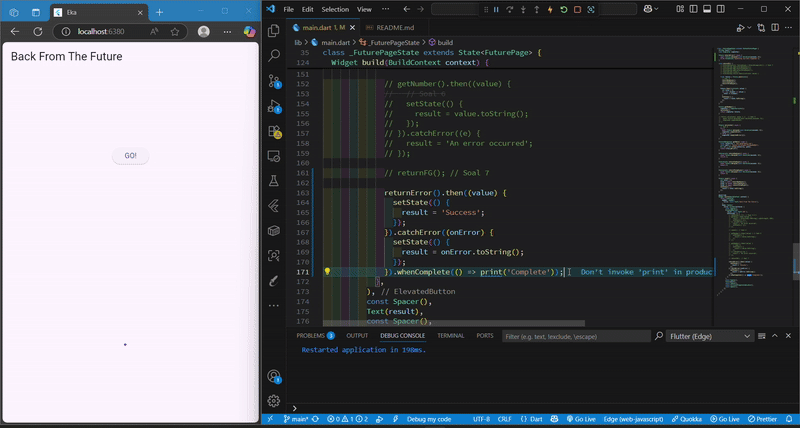 Eka
localhost:6380
Back From The Future
GO!
File Edit Selection View
main.dart 1, M
README.md
lib > main.dart > _FuturePageState > build
35 class _FuturePageState extends State<FuturePage> {
124 Widget build(BuildContext context) {
151
152 // getNumber().then((value) {
153 // // Soal 6
154 // setState(() {
155 // result = value.toString();
156 // });
157 // }).catchError((e) {
158 // result = 'An error occurred';
159 // });
160
161 // returnFG(); // Soal 7
162
163 returnError().then((value) {
164 setState(() {
165 result = 'Success';
166 });
167 }).catchError((onError) {
168 setState(() {
169 result = onError.toString();
170 });
171 }).whenComplete(() => print('Complete')); Don't invoke 'print' in produc
172 },
173 ), // ElevatedButton
174 const Spacer(),
175 Text(result),
176 const Spacer(),
PROBLEMS 3 OUTPUT DEBUG CONSOLE TERMINAL
Filter (e.g. text, !exclude, \escape)
Flutter (Edge)
Restarted application in 198ms.
main* 0 1 2 Debug my code UTF-8 CRLF {} Dart Go Live Edge (web-javascript) Quokka Go Live Prettier